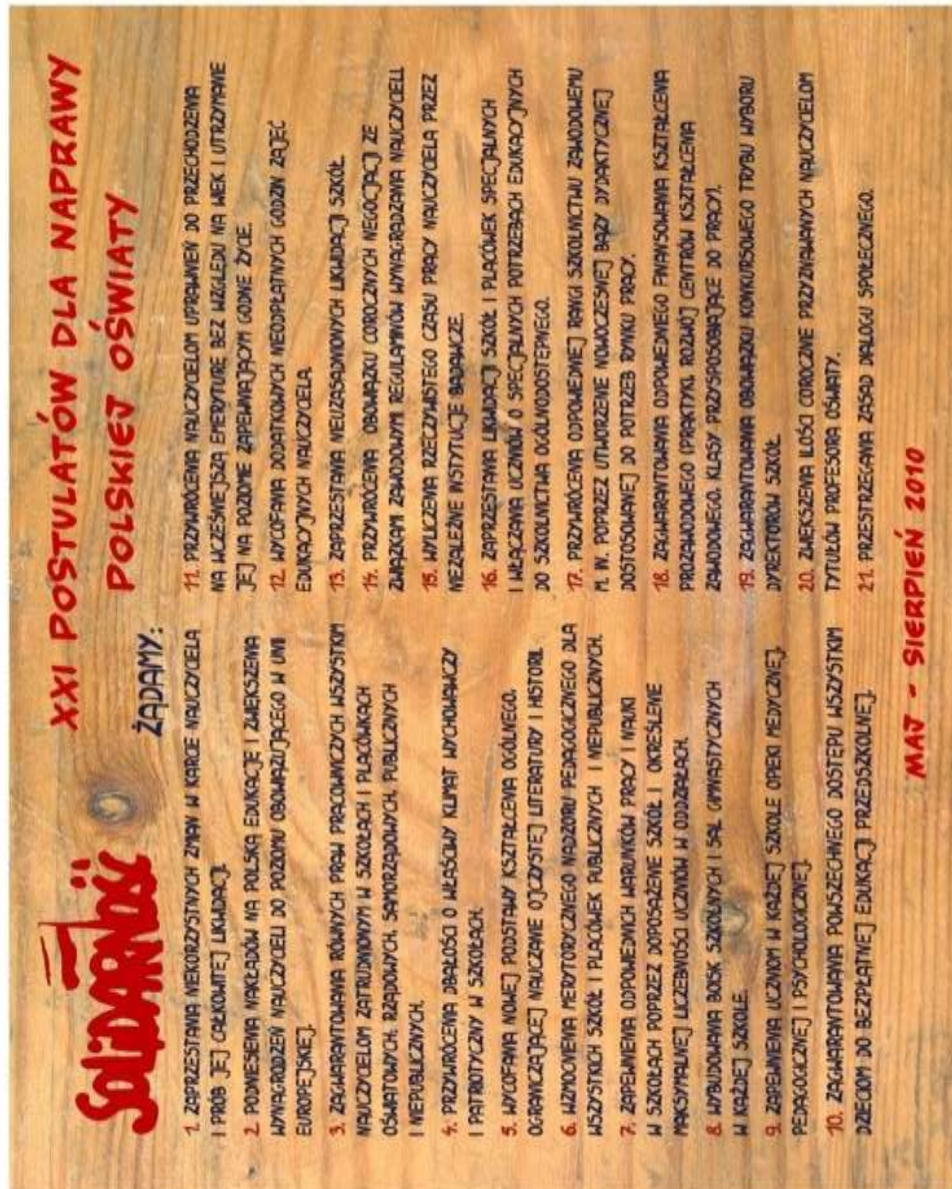 SOLIDARNOŚĆ
XXI POSTULATÓW DLA NAPRAWY
POLSKIEJ OŚWIATY
ŻĄDAMY:
1. ZAPRZESTANIA NIEKORZYSTNYCH ZMIAN W KARCIE NAUCZYCIELA
I PRÓB JEJ CAŁKOWITEJ LIKWIDACJI.
2. PODNIESIENIA NAKŁADÓW NA POLSKĄ EDUKACJĘ I ZWIĘKSZENIA
WYNAGRODZEŃ NAUCZYCIELI DO POZIOMU OBOWIĄZUJĄCEGO W UNII
EUROPEJSKIEJ.
3. ZAGWARANTOWANIA RÓWNYCH PRAW PRACOWNICZYCH WSZYSTKIM
NAUCZYCIELOM ZATRUDNIONYM W SZKOŁACH I PLACÓWKACH
OŚWIATOWYCH, RZĄDOWYCH, SAMORZĄDOWYCH, PUBLICZNYCH
I NIEPUBLICZNYCH.
4. PRZYWRÓCENIA DBAŁOŚCI O WŁAŚCIWY KLIMAT WYCHOWAWCZY
I PATRIOTYCZNY W SZKOŁACH.
5. WYCOFANIA NOWEJ PODSTAWY KSZTAŁCENIA OGÓLNEGO,
OGRANICZAJĄCEJ NAUCZANIE OJCZYSTEJ LITERATURY I HISTORII.
6. WZMOCNIENIA MERYTORYCZNEGO NADZORU PEDAGOGICZNEGO DLA
WSZYSTKICH SZKÓŁ I PLACÓWEK PUBLICZNYCH I NIEPUBLICZNYCH.
7. ZAPEWNIENIA ODPOWIEDNICH WARUNKÓW PRACY I NAUKI
W SZKOŁACH POPRZEZ DOPOSAŻENIE SZKÓŁ I OKREŚLENIE
MAKSYMALNEJ LICZEBNOŚCI UCZNIÓW W ODDZIAŁACH.
8. WYBUDOWANIA BOISK SZKOLNYCH I SAL GIMNASTYCZNYCH
W KAŻDEJ SZKOLE.
9. ZAPEWNIENIA UCZNIOM W KAŻDEJ SZKOLE OPIEKI MEDYCZNEJ,
PEDAGOGICZNEJ I PSYCHOLOGICZNEJ.
10. ZAGWARANTOWANIA POWSZECHNEGO DOSTĘPU WSZYSTKIM
DZIECIOM DO BEZPŁATNEJ EDUKACJI PRZEDSZKOLNEJ.
11. PRZYWRÓCENIA NAUCZYCIELOM UPRAWNIEŃ DO PRZECHODZENIA
NA WCZEŚNIEJSZĄ EMERYTURĘ BEZ WZGLĘDU NA WIEK I UTRZYMANIE
JEJ NA POZIOMIE ZAPEWNIAJĄCYM GODNE ŻYCIE.
12. WYCOFANIA DODATKOWYCH NIEODPŁATNYCH GODZIN ZAJĘĆ
EDUKACYJNYCH NAUCZYCIELA.
13. ZAPRZESTANIA NIEUZASADNIONYCH LIKWIDACJI SZKÓŁ.
14. PRZYWRÓCENIA OBOWIĄZKU COROCZNYCH NEGOCJACJI ZE
ZWIĄZKAMI ZAWODOWYMI REGULAMINÓW WYNAGRADZANIA NAUCZYCIELI.
15. WYLICZENIA RZECZYWISTEGO CZASU PRACY NAUCZYCIELA PRZEZ
NIEZALEŻNE INSTYTUCJE BADAWCZE.
16. ZAPRZESTANIA LIKWIDACJI SZKÓŁ I PLACÓWEK SPECJALNYCH
I WŁĄCZANIA UCZNIÓW O SPECJALNYCH POTRZEBACH EDUKACYJNYCH
DO SZKOLNICTWA OGÓLNODOSTĘPNEGO.
17. PRZYWRÓCENIA ODPOWIEDNIEJ RANGI SZKOLNICTWU ZAWODOWEMU
M. IN. POPRZEZ UTWORZENIE NOWOCZESNEJ BAZY DYDAKTYCZNEJ
DOSTOSOWANEJ DO POTRZEB RYNKU PRACY.
18. ZAGWARANTOWANIA ODPOWIEDNIEGO FINANSOWANIA KSZTAŁCENIA
PROZAWODOWEGO (PRAKTYKI, ROZWÓJ CENTRÓW KSZTAŁCENIA
ZAWODOWEGO, KLASY PRZYSPOSOBIAJĄCE DO PRACY).
19. ZAGWARANTOWANIA OBOWIĄZKU KONKURSOWEGO TRYBU WYBORU
DYREKTORÓW SZKÓŁ.
20. ZWIĘKSZENIA ILOŚCI COROCZNIE PRZYZNAWANYCH NAUCZYCIELOM
TYTUŁÓW PROFESORA OŚWIATY.
21. PRZESTRZEGANIA ZASAD DIALOGU SPOŁECZNEGO.
MAJ - SIERPIEŃ 2010